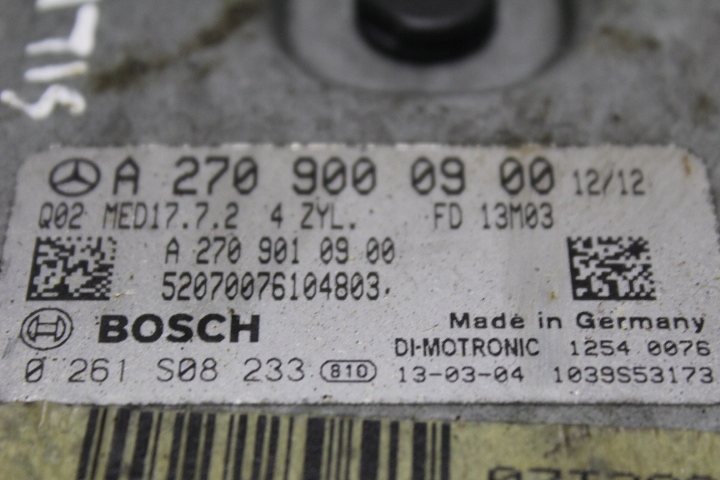 A 270 900 09 00 12/12
Q02 MED17.7.2 4 ZYL. FD 13M03
A 270 901 09 00
52070076104803
BOSCH
Made in Germany
DI-MOTRONIC 1254 0076
0 261 S08 233 810 13-03-04 1039S53173